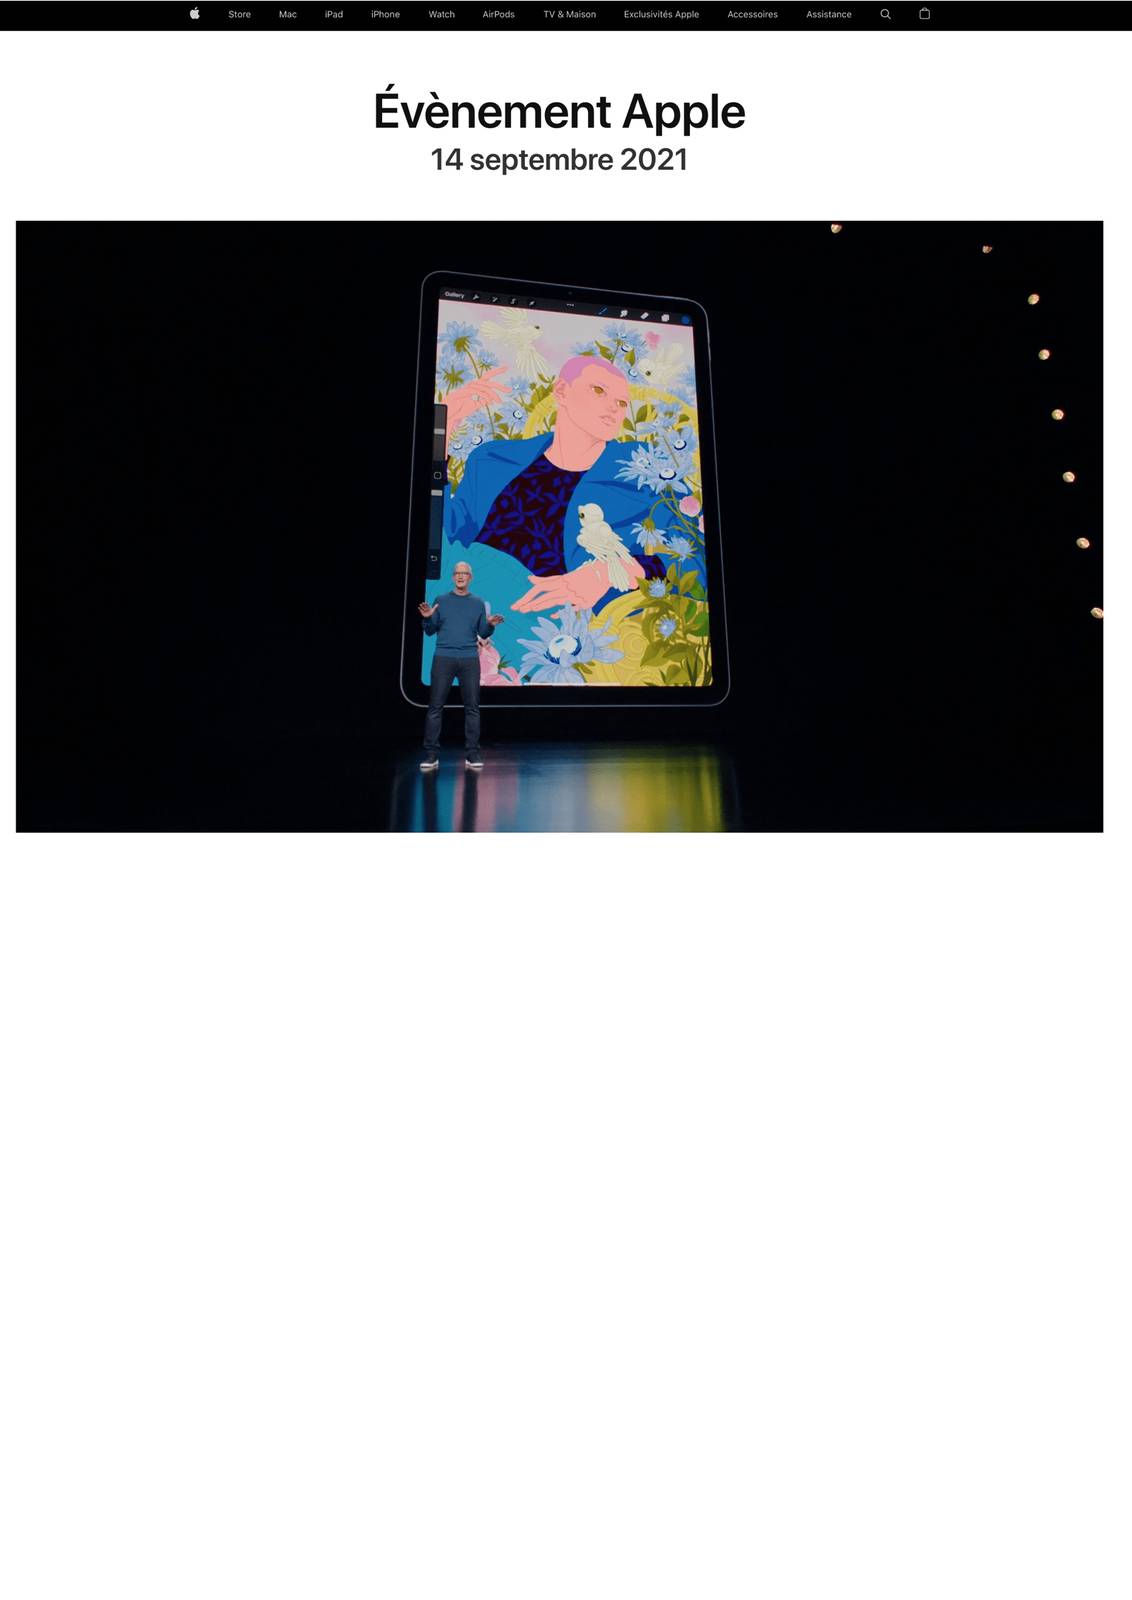 Store Mac iPad iPhone Watch AirPods TV & Maison Exclusivités Apple Accessoires Assistance
Évènement Apple
14 septembre 2021
Gallery